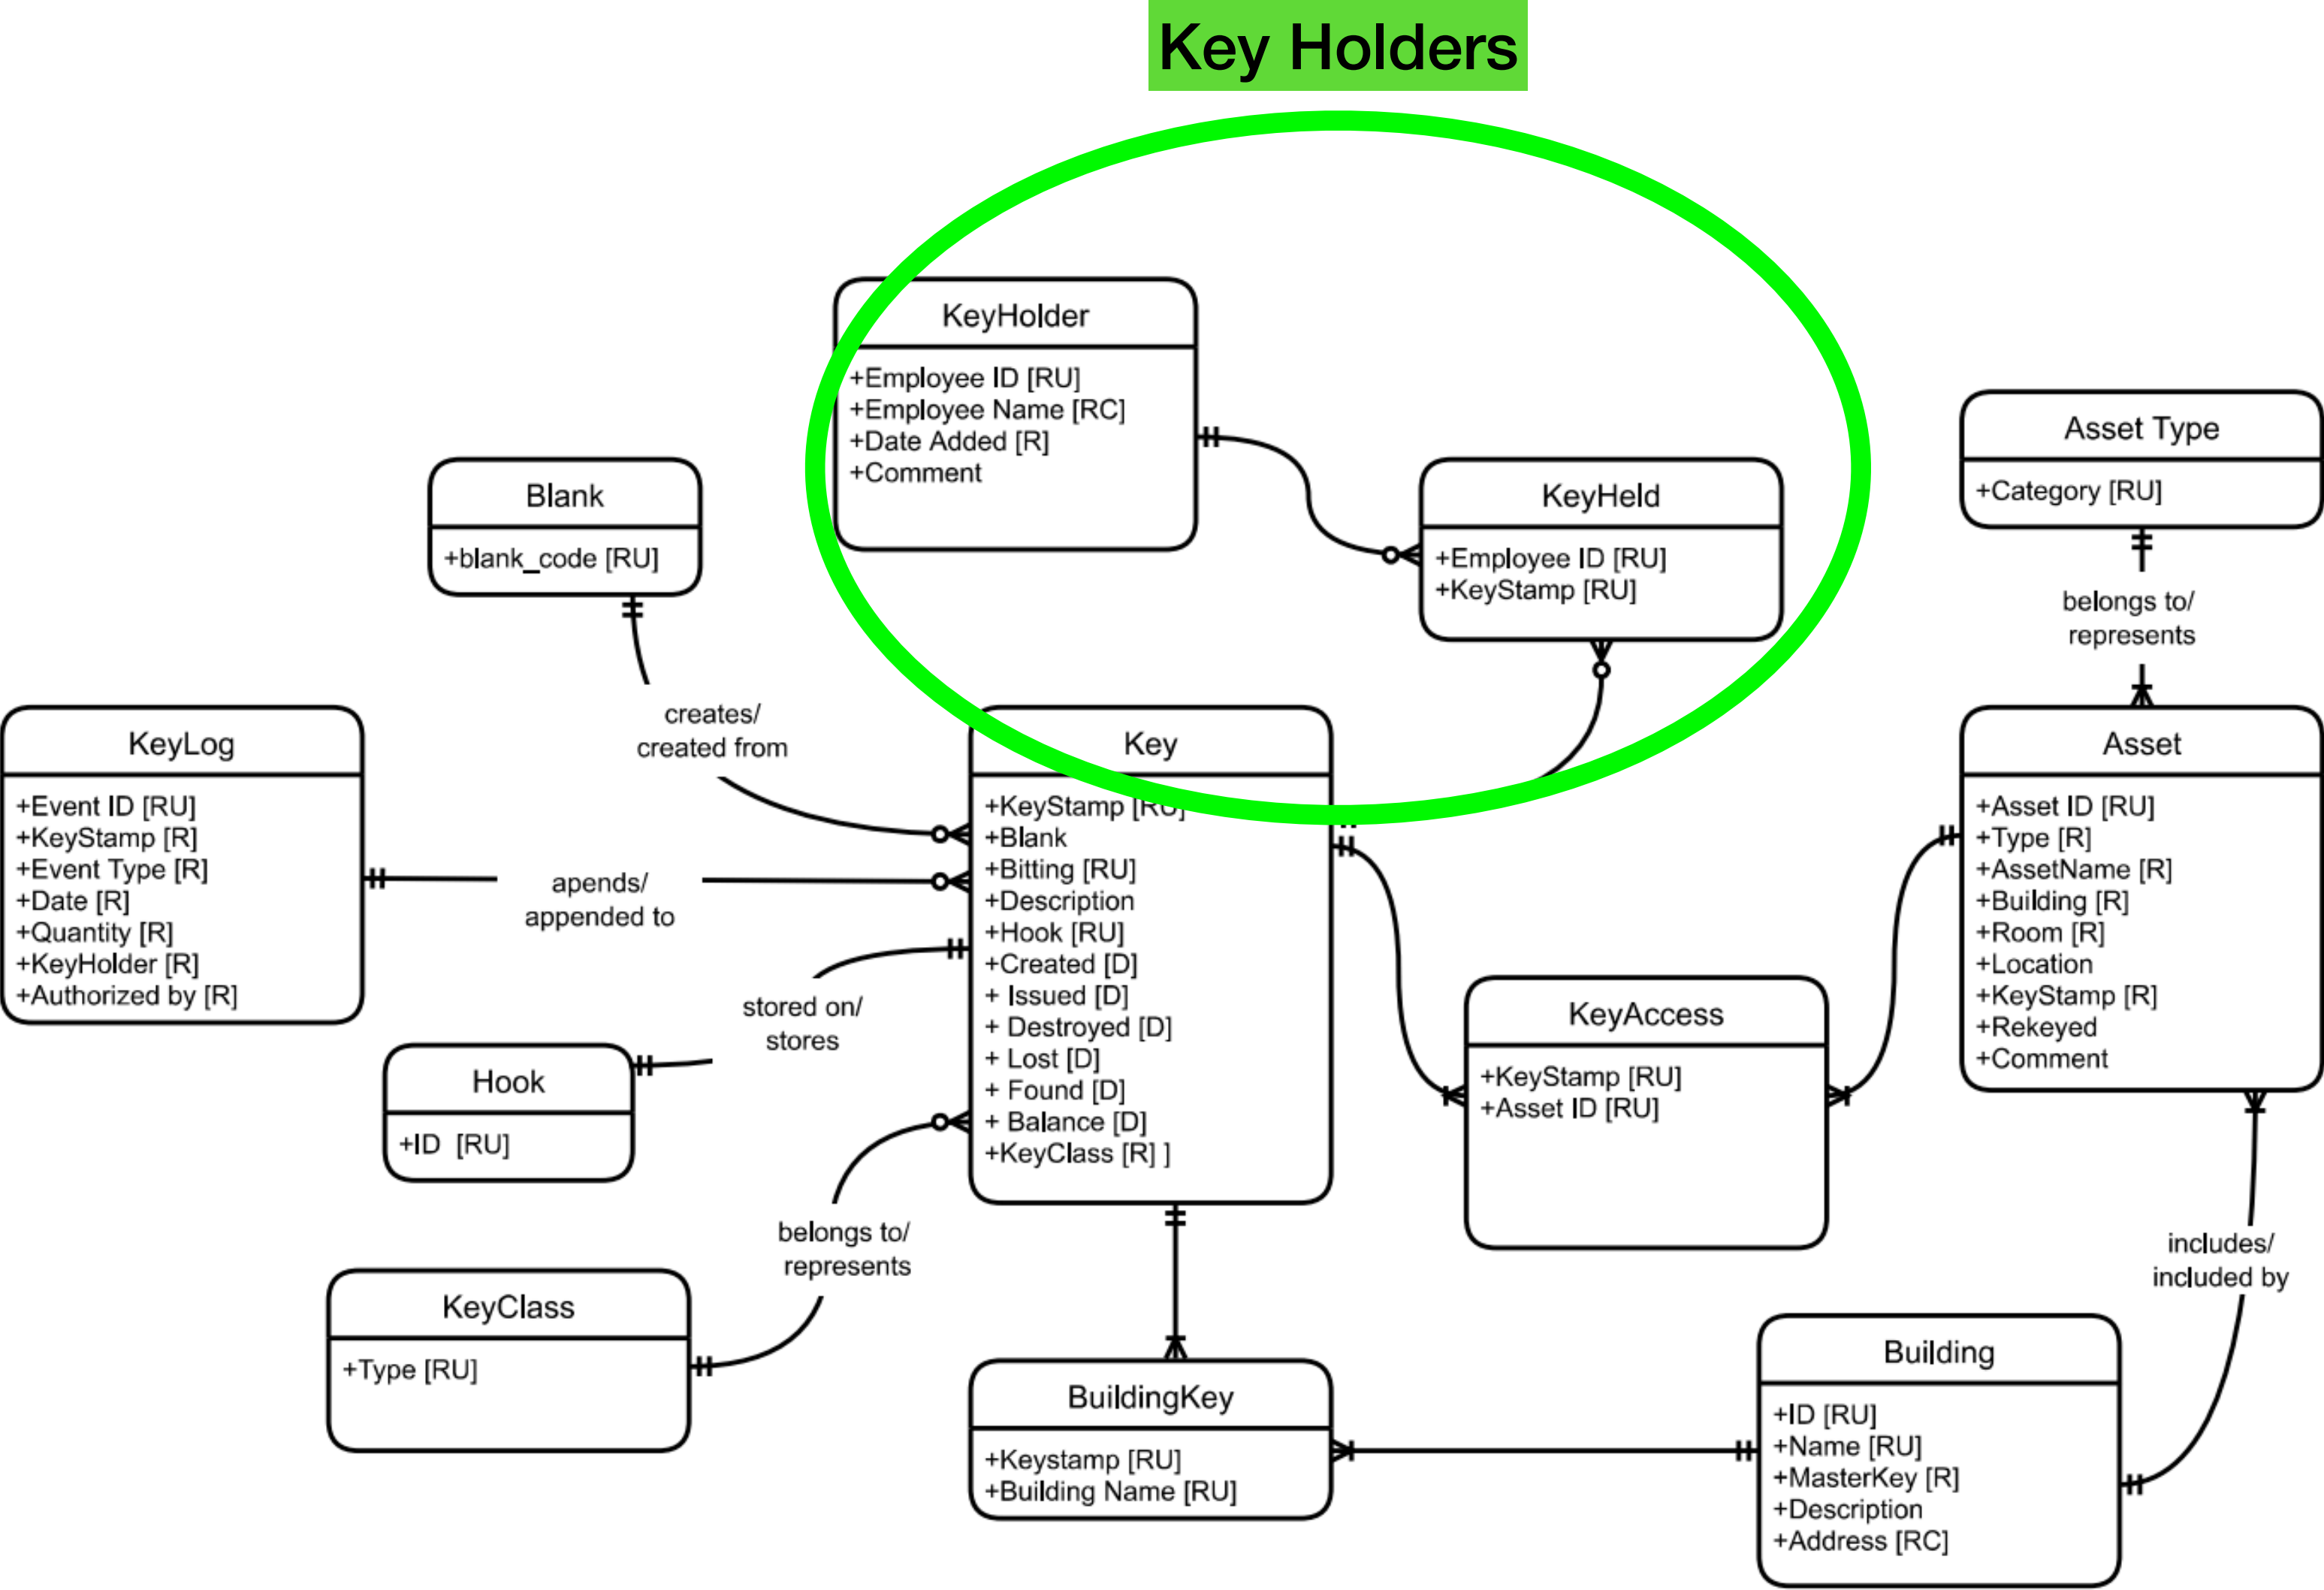 Key Holders
KeyHolder
+Employee ID [RU]
+Employee Name [RC]
+Date Added [R]
+Comment
KeyHeld
+Employee ID [RU]
+KeyStamp [RU]
Asset Type
+Category [RU]
belongs to/
represents
Blank
+blank_code [RU]
creates/
created from
KeyLog
+Event ID [RU]
+KeyStamp [R]
+Event Type [R]
+Date [R]
+Quantity [R]
+KeyHolder [R]
+Authorized by [R]
apends/
appended to
Key
+KeyStamp [RU]
+Blank
+Bitting [RU]
+Description
+Hook [RU]
+Created [D]
+ Issued [D]
+ Destroyed [D]
+ Lost [D]
+ Found [D]
+ Balance [D]
+KeyClass [R] ]
Asset
+Asset ID [RU]
+Type [R]
+AssetName [R]
+Building [R]
+Room [R]
+Location
+KeyStamp [R]
+Rekeyed
+Comment
stored on/
stores
Hook
+ID [RU]
KeyAccess
+KeyStamp [RU]
+Asset ID [RU]
belongs to/
represents
KeyClass
+Type [RU]
includes/
included by
BuildingKey
+Keystamp [RU]
+Building Name [RU]
Building
+ID [RU]
+Name [RU]
+MasterKey [R]
+Description
+Address [RC]